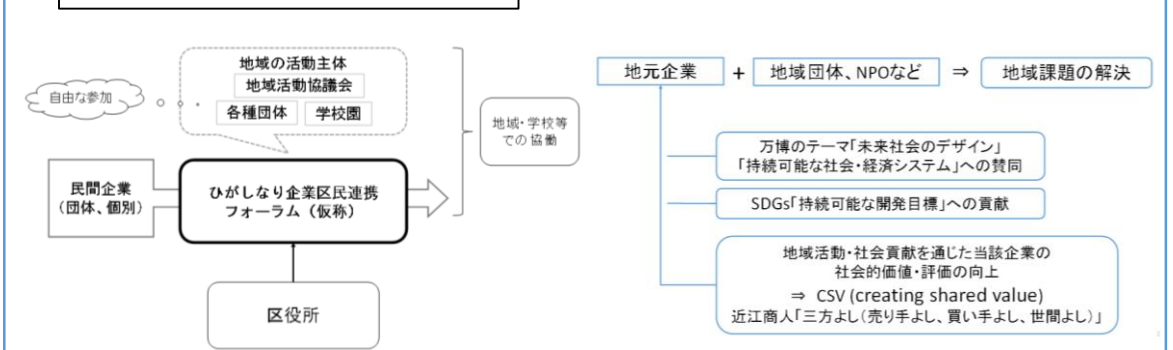 地域の活動主体
地域活動協議会
各種団体
学校園
自由な参加
地域・学校等
での協働
民間企業
（団体、個別）
ひがしなり企業区民連携
フォーラム（仮称）
区役所
地元企業 + 地域団体、NPOなど ⇒ 地域課題の解決
万博のテーマ「未来社会のデザイン」
「持続可能な社会・経済システム」への賛同
SDGs「持続可能な開発目標」への貢献
地域活動・社会貢献を通じた当該企業の
社会的価値・評価の向上
⇒ CSV (creating shared value)
近江商人「三方よし（売り手よし、買い手よし、世間よし）」